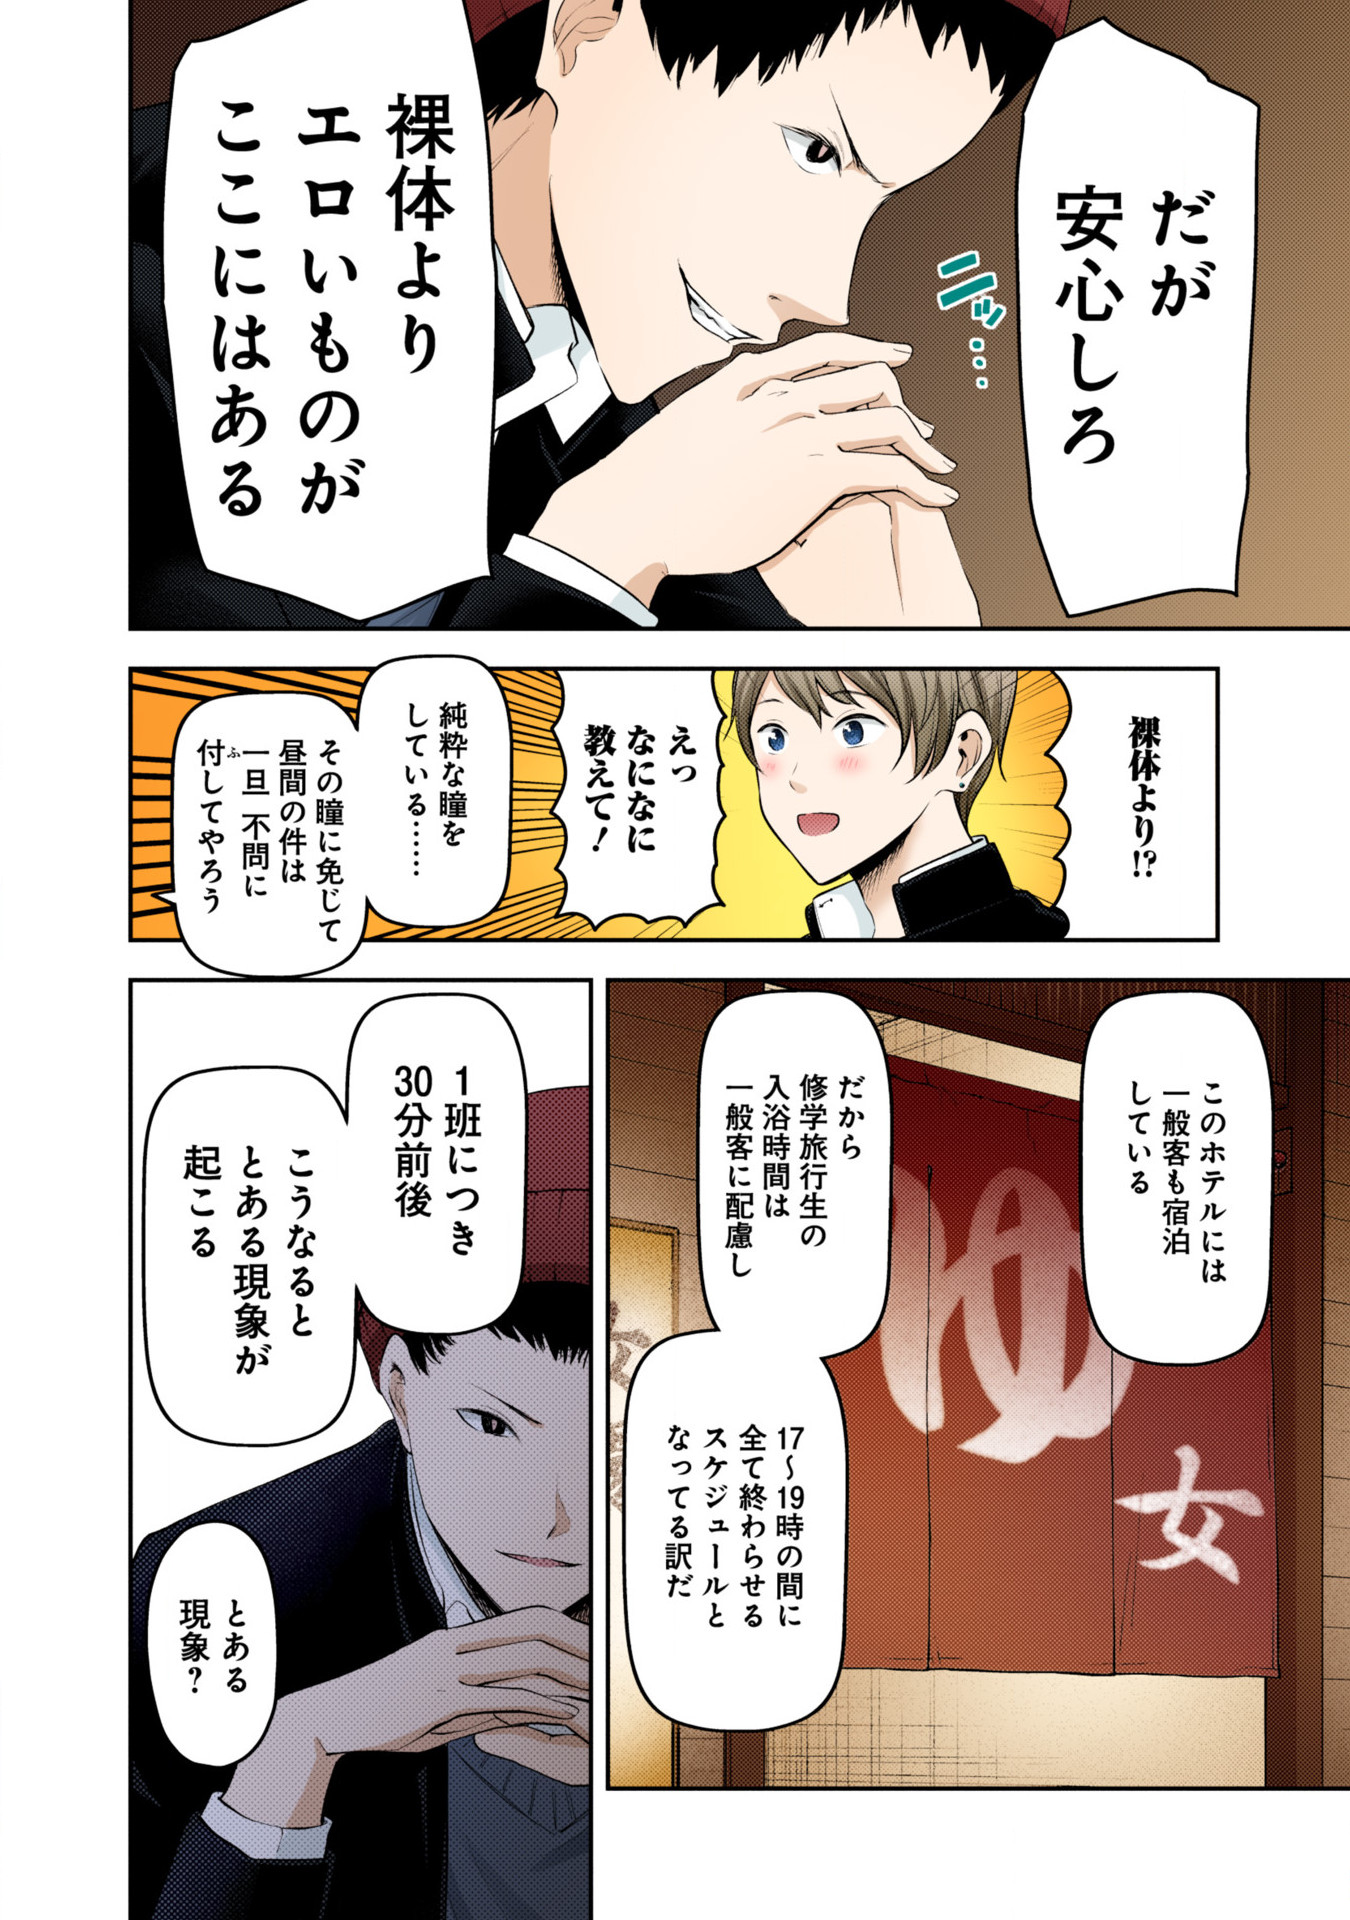 だが
安心しろ
ニッ…
裸体より
エロいものが
ここにはある
裸体より!?
えっ
なになに
教えて!
純粋な瞳を
している……
その瞳に免じて
昼間の件は
一旦 不問に
付してやろう
ふ
このホテルには
一般客も宿泊
している
だから
修学旅行生の
入浴時間は
一般客に配慮し
17〜19時の間に
全て終わらせる
スケジュールと
なってる訳だ
ゆ
女
1班につき
30分前後
こうなると
とある現象が
起こる
とある
現象?